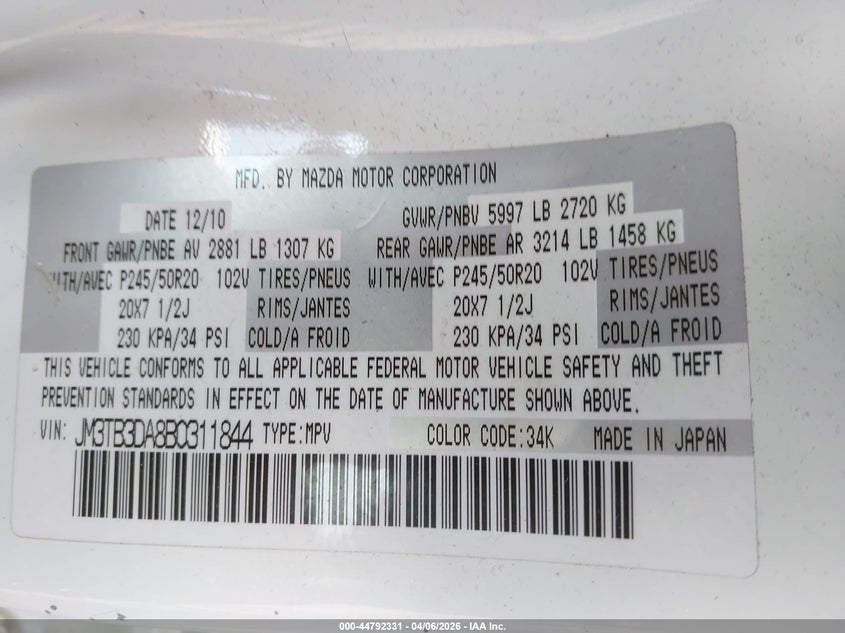 MFD. BY MAZDA MOTOR CORPORATION
DATE 12/10 GVWR/PNBV 5997 LB 2720 KG
FRONT GAWR/PNBE AV 2881 LB 1307 KG REAR GAWR/PNBE AR 3214 LB 1458 KG
WITH/AVEC P245/50R20 102V TIRES/PNEUS WITH/AVEC P245/50R20 102V TIRES/PNEUS
20X7 1/2J RIMS/JANTES 20X7 1/2J RIMS/JANTES
230 KPA/34 PSI COLD/A FROID 230 KPA/34 PSI COLD/A FROID
THIS VEHICLE CONFORMS TO ALL APPLICABLE FEDERAL MOTOR VEHICLE SAFETY AND THEFT
PREVENTION STANDARDS IN EFFECT ON THE DATE OF MANUFACTURE SHOWN ABOVE.
VIN: JM3TB3DA8B0311844 TYPE:MPV COLOR CODE:34K MADE IN JAPAN
000-44792331 - 04/06/2026 - IAA Inc.